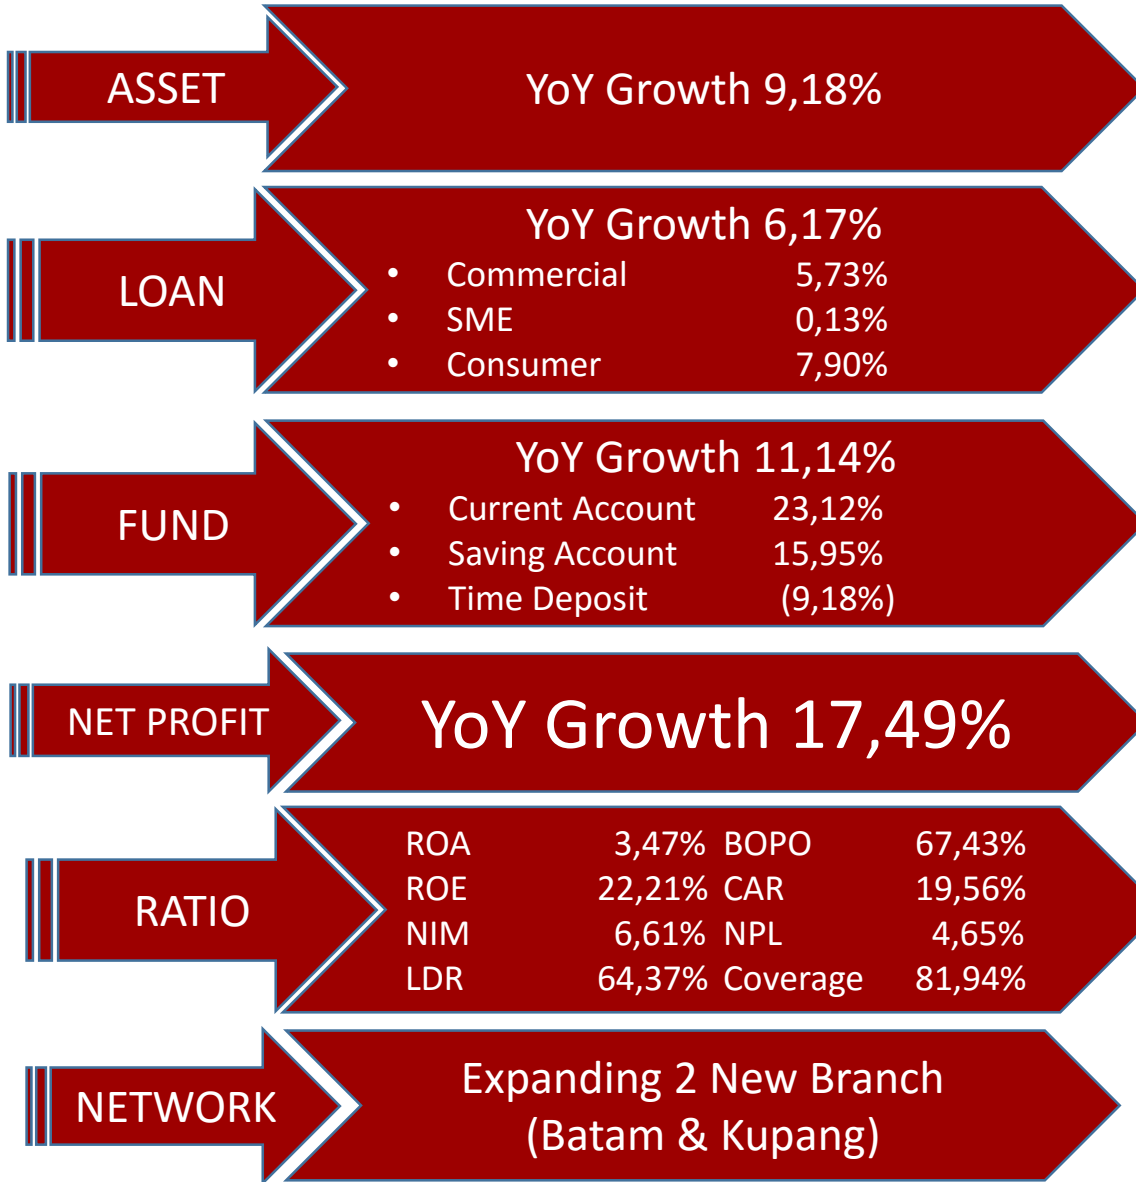 ASSET
YoY Growth 9,18%
LOAN
YoY Growth 6,17%
• Commercial 5,73%
• SME 0,13%
• Consumer 7,90%
FUND
YoY Growth 11,14%
• Current Account 23,12%
• Saving Account 15,95%
• Time Deposit (9,18%)
NET PROFIT
YoY Growth 17,49%
RATIO
ROA 3,47% BOPO 67,43%
ROE 22,21% CAR 19,56%
NIM 6,61% NPL 4,65%
LDR 64,37% Coverage 81,94%
NETWORK
Expanding 2 New Branch
(Batam & Kupang)